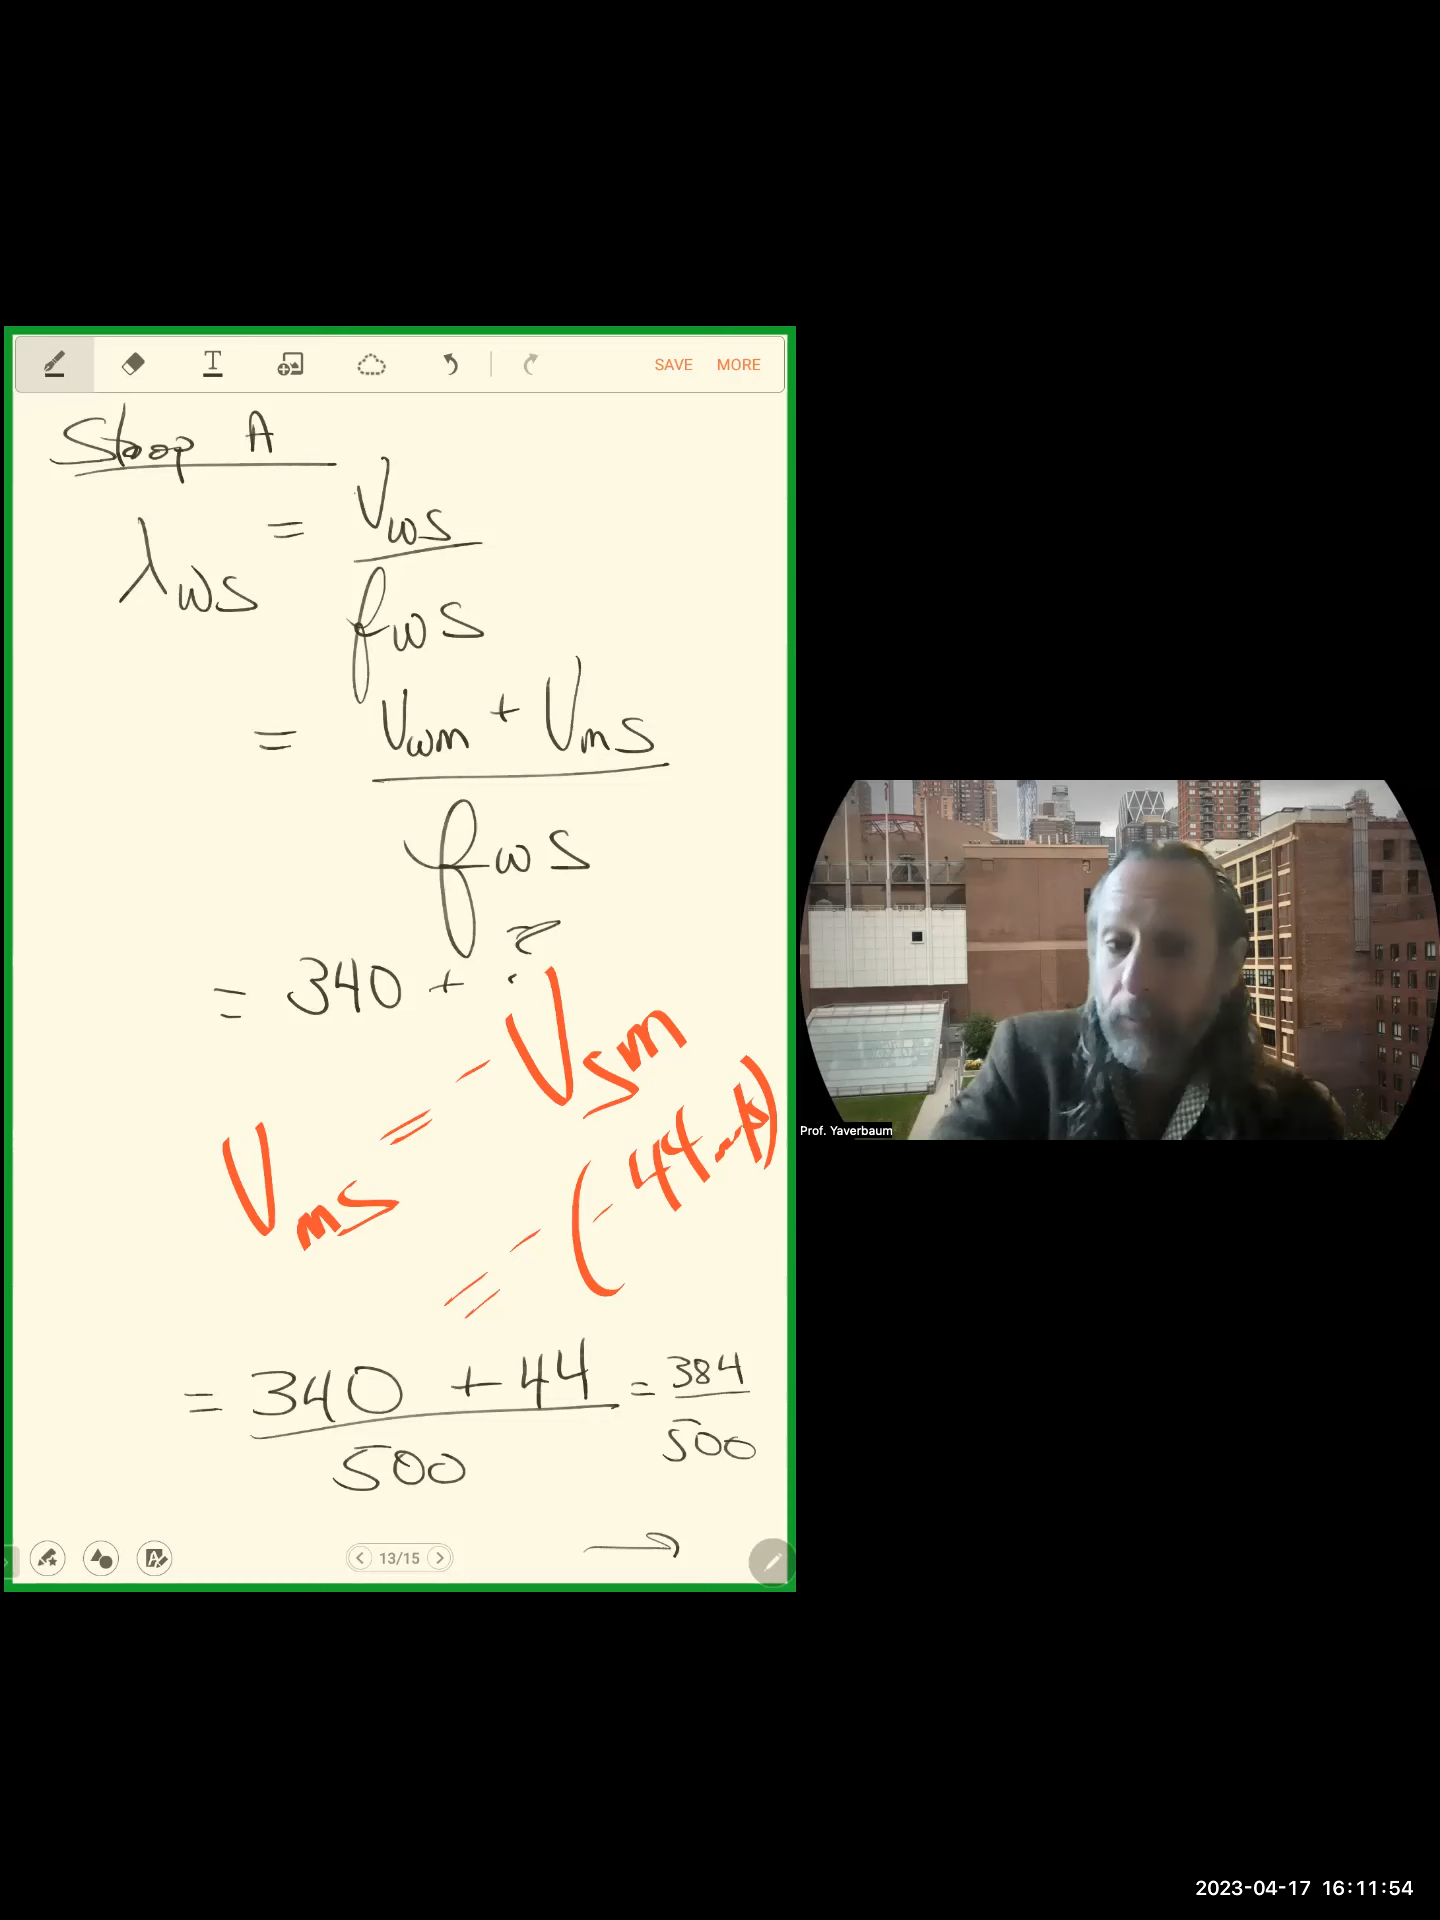 T
SAVE
MORE
Stoop A
λws = Vws
fws
= Vwm + Vms
fws
= 340 + ?
Vms = - Vsm
= - (- 44 m/s)
= 340 + 44 = 384
500 500
→
13/15
Prof. Yaverbaum
2023-04-17 16:11:54